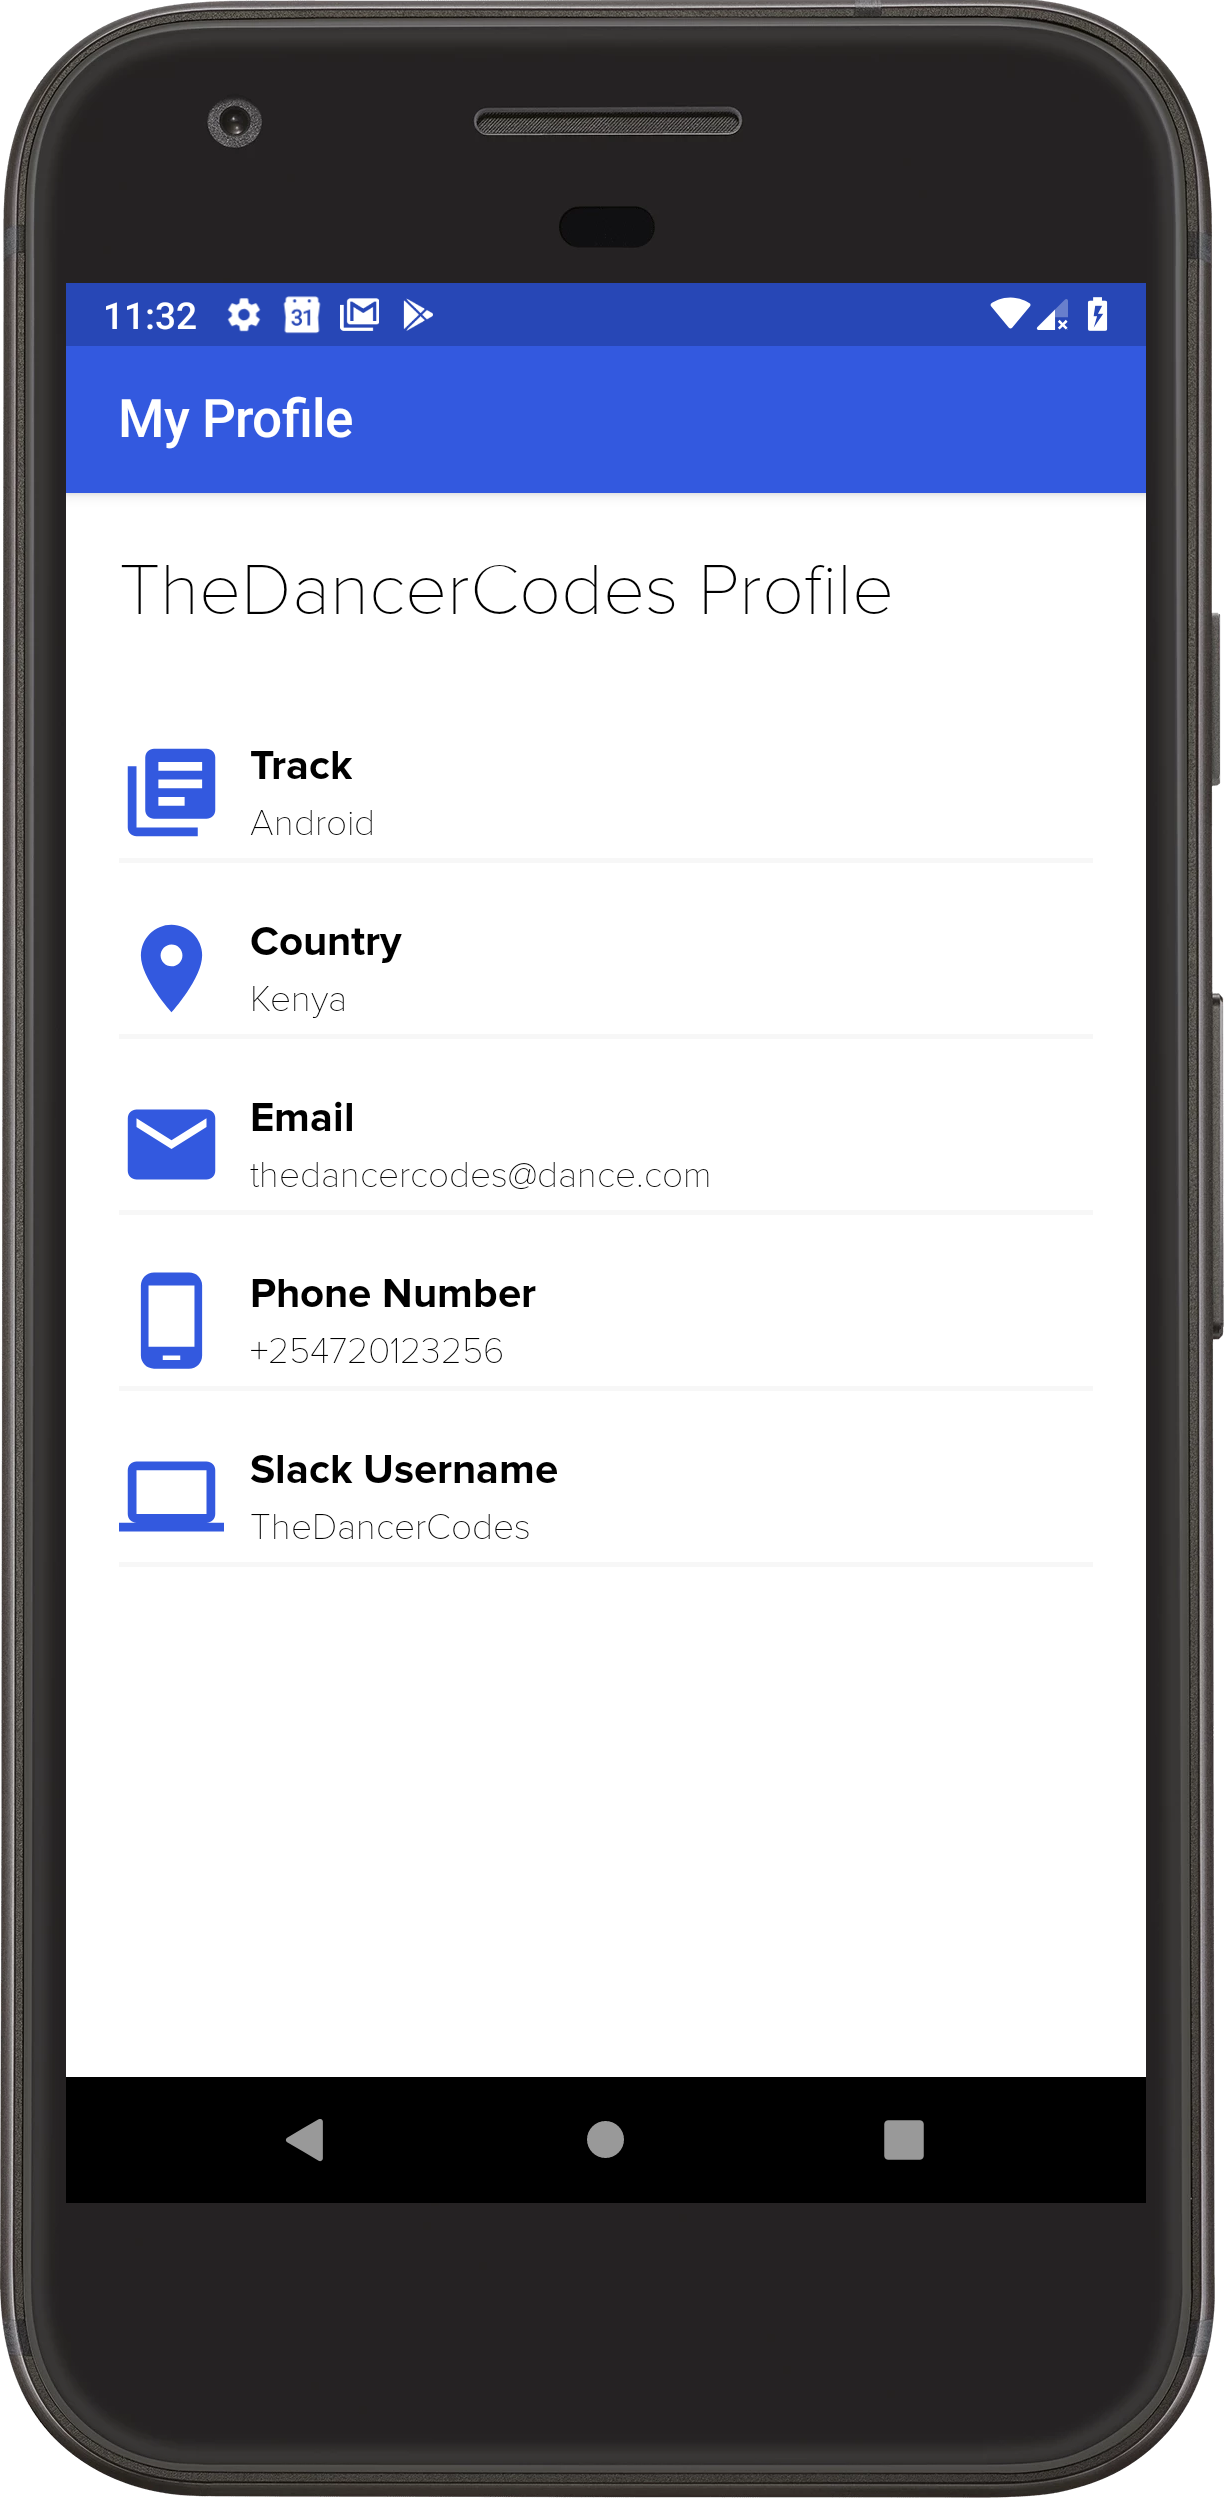 11:32 31
My Profile
TheDancerCodes Profile
Track
Android
Country
Kenya
Email
thedancercodes@dance.com
Phone Number
+254720123256
Slack Username
TheDancerCodes